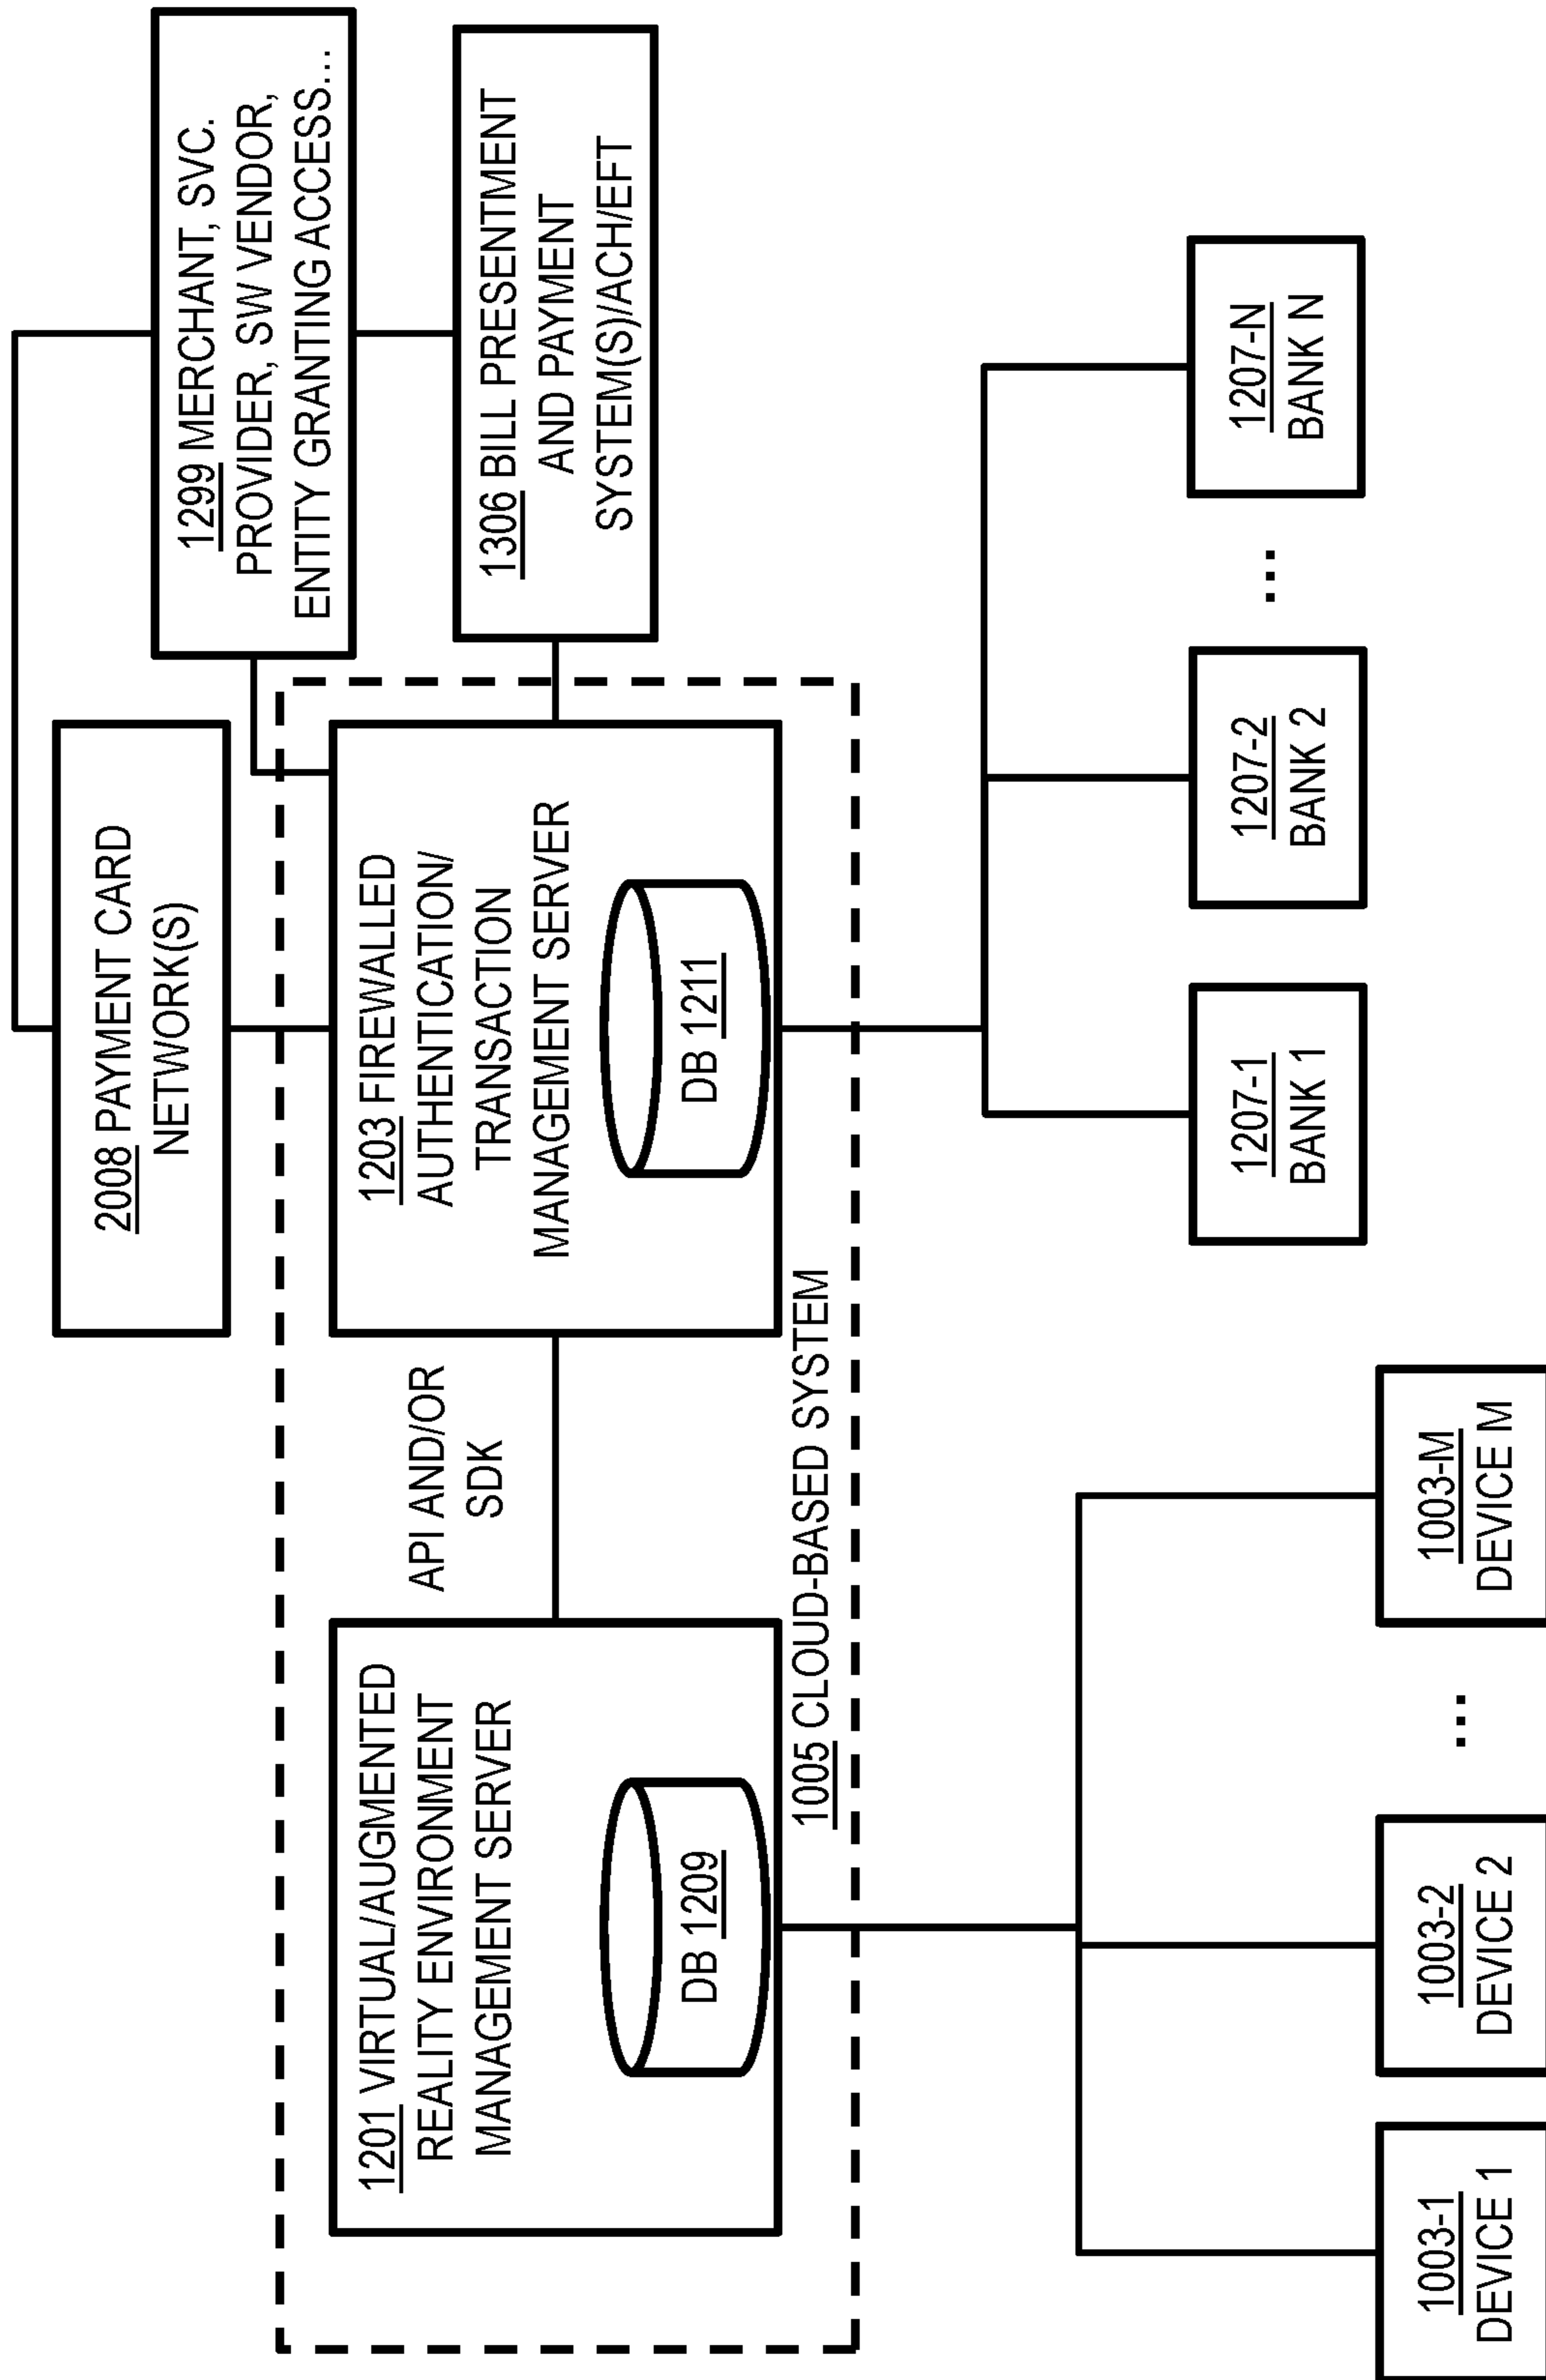 2008 PAYMENT CARD
NETWORK(S)
1299 MERCHANT, SVC.
PROVIDER, SW VENDOR,
ENTITY GRANTING ACCESS...
1201 VIRTUAL/AUGMENTED
REALITY ENVIRONMENT
MANAGEMENT SERVER
DB 1209
API AND/OR
SDK
1203 FIREWALLED
AUTHENTICATION/
TRANSACTION
MANAGEMENT SERVER
DB 1211
1306 BILL PRESENTMENT
AND PAYMENT
SYSTEM(S)/ACH/EFT
1005 CLOUD-BASED SYSTEM
1207-1
BANK 1
1207-2
BANK 2
...
1207-N
BANK N
1003-1
DEVICE 1
1003-2
DEVICE 2
...
1003-M
DEVICE M